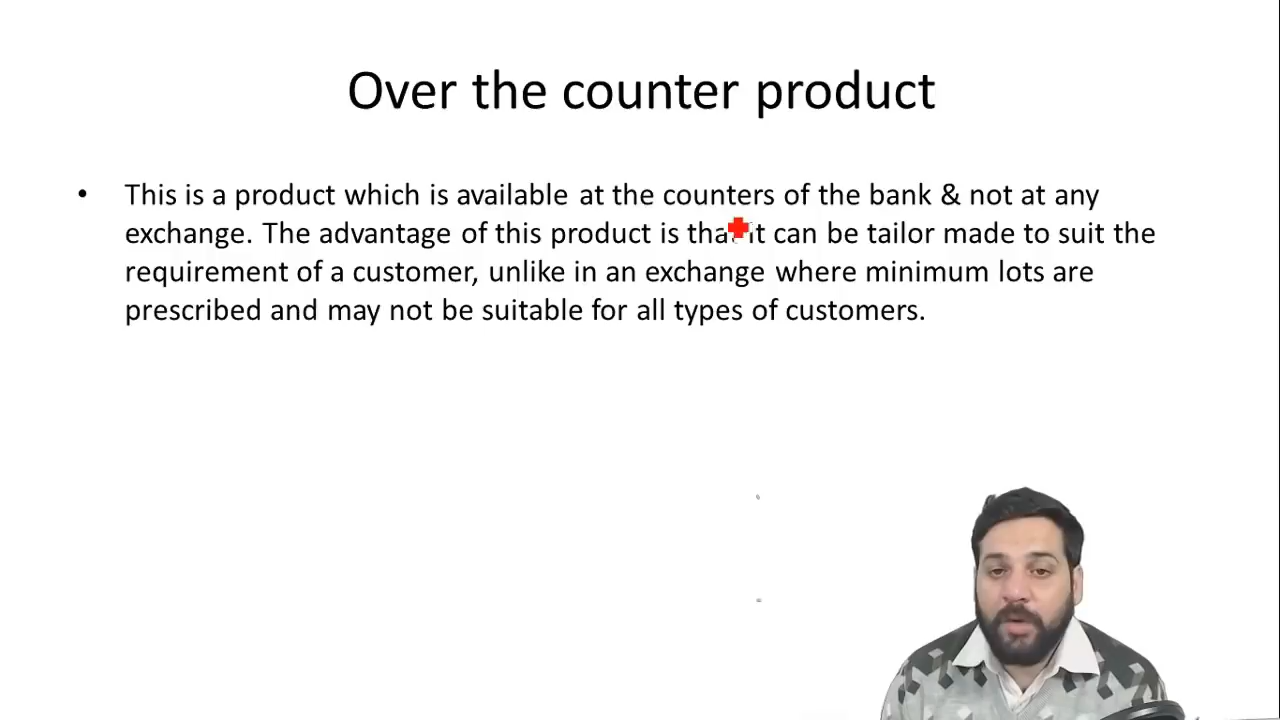 Over the counter product
• This is a product which is available at the counters of the bank & not at any
exchange. The advantage of this product is that it can be tailor made to suit the
requirement of a customer, unlike in an exchange where minimum lots are
prescribed and may not be suitable for all types of customers.